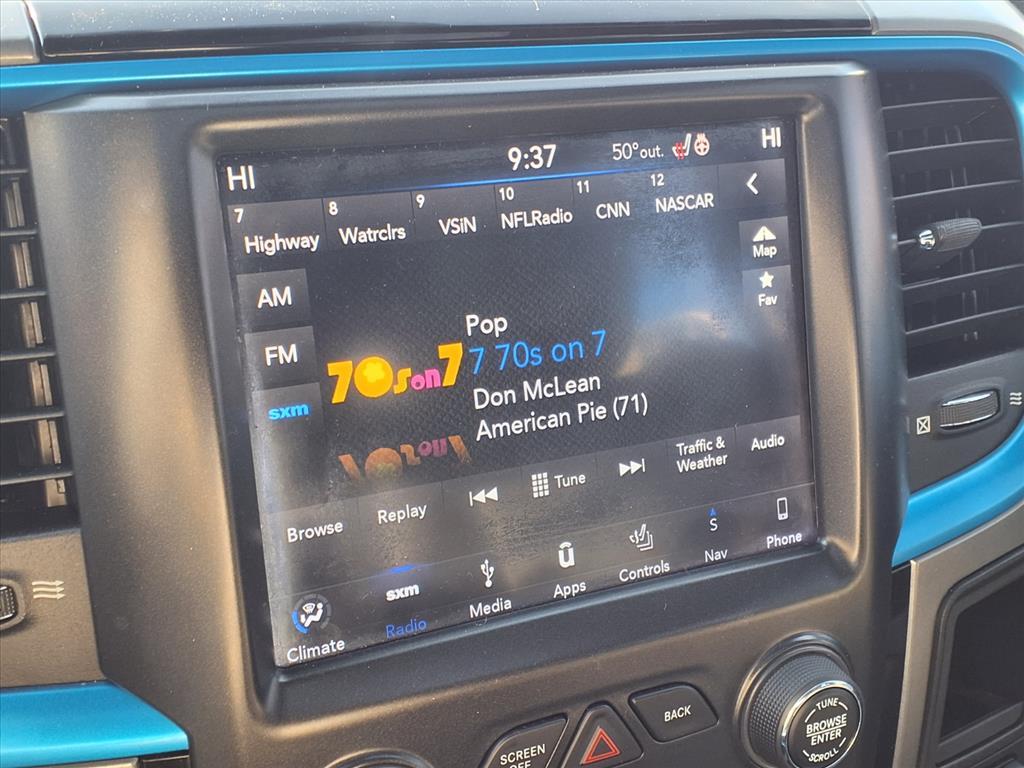 HI 9:37 50°out. HI
7 Highway 8 Watrclrs 9 VSiN 10 NFLRadio 11 CNN 12 NASCAR
Map
AM
Fav
Pop
FM
70s on 7 7 70s on 7
sxm
Don McLean
American Pie (71)
Browse Replay Tune Traffic & Weather Audio
Climate sxm Radio Media Apps Controls S Nav Phone
SCREEN OFF BACK
TUNE
BROWSE
ENTER
SCROLL